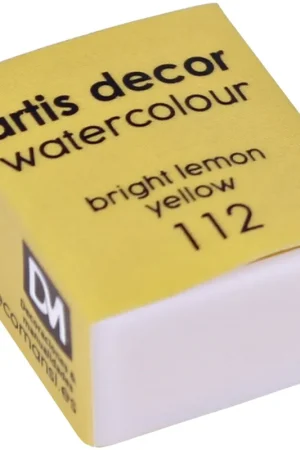 artis decor
watercolour
bright lemon
yellow
112
DM